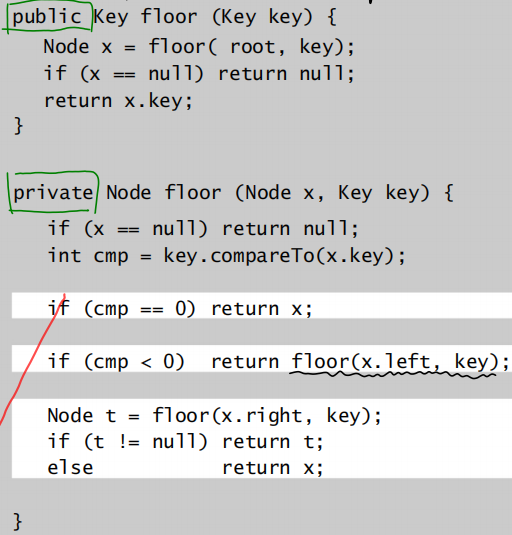 public Key floor (Key key) {
Node x = floor( root, key);
if (x == null) return null;
return x.key;
}
private Node floor (Node x, Key key) {
if (x == null) return null;
int cmp = key.compareTo(x.key);
if (cmp == 0) return x;
if (cmp < 0)  return floor(x.left, key);
Node t = floor(x.right, key);
if (t != null) return t;
else           return x;
}